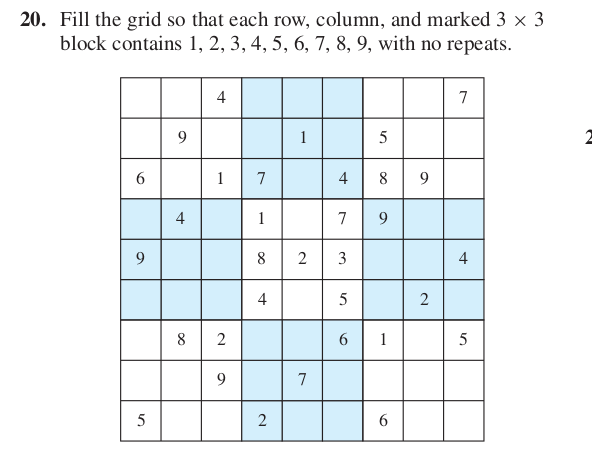 20. Fill the grid so that each row, column, and marked 3 × 3
block contains 1, 2, 3, 4, 5, 6, 7, 8, 9, with no repeats.
4 7
9 1 5
6 1 7 4 8 9
4 1 7 9
9 8 2 3 4
4 5 2
8 2 6 1 5
9 7
5 2 6